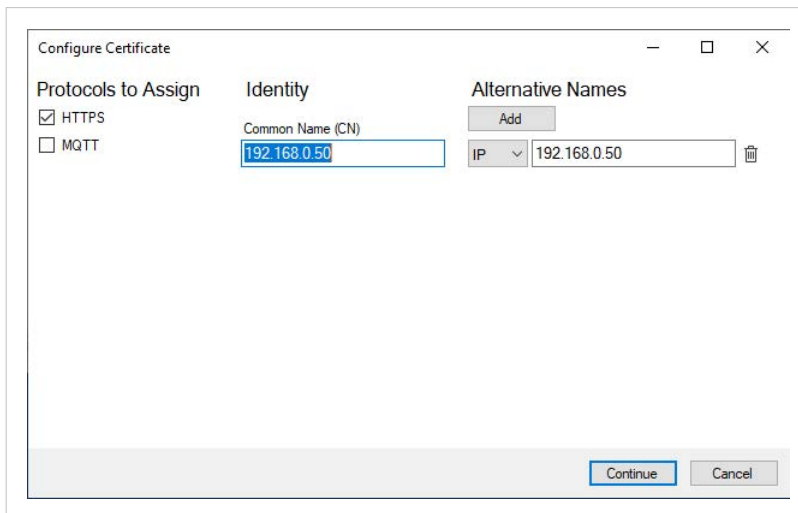 Configure Certificate
Protocols to Assign
HTTPS
MQTT
Identity
Common Name (CN)
192.168.0.50
Alternative Names
Add
IP 192.168.0.50
Continue Cancel